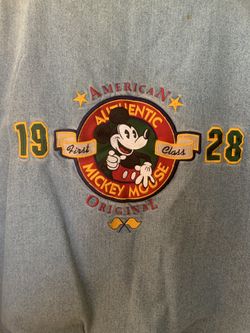 AMERICAN
AUTHENTIC
19 First Class 28
MICKEY MOUSE
ORIGINAL